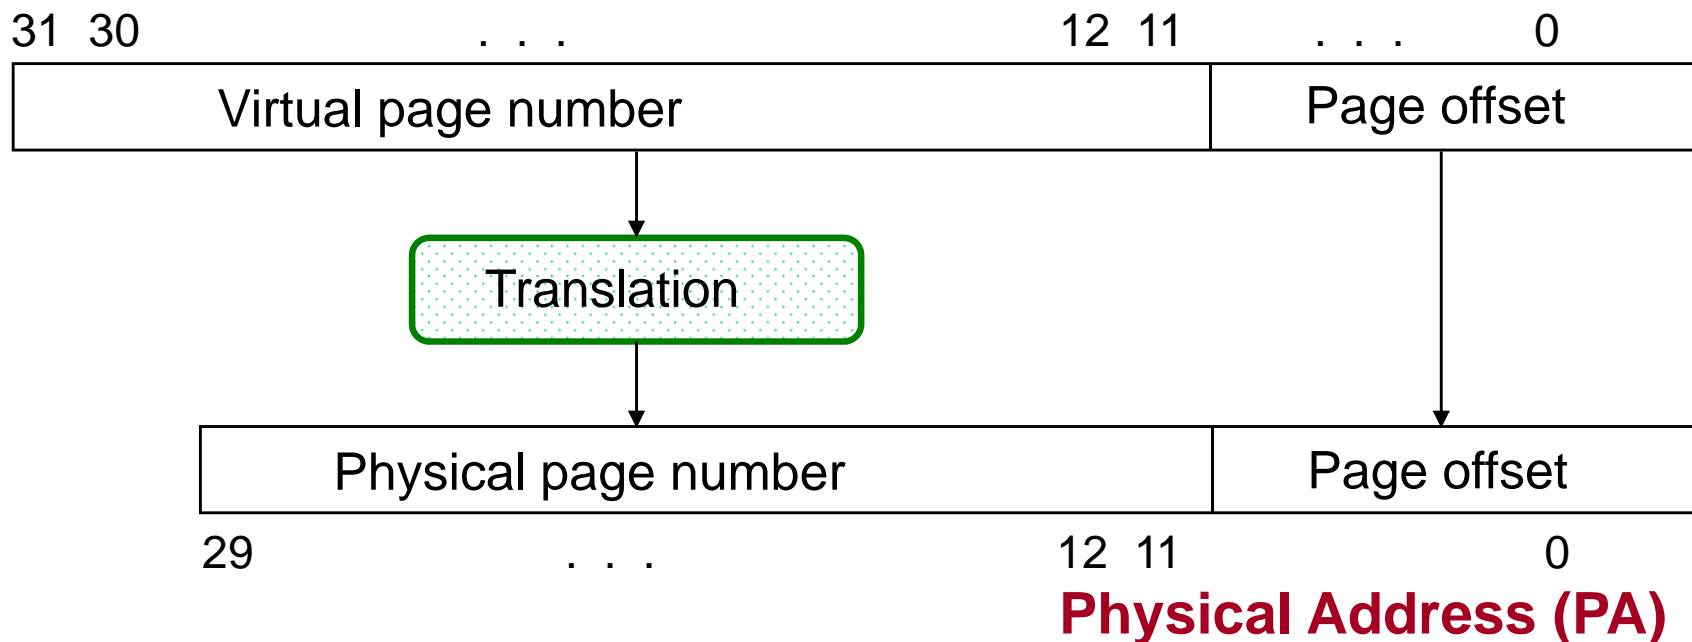 31 30 . . . 12 11 . . . 0
Virtual page number Page offset
Translation
Physical page number Page offset
29 . . . 12 11 0
Physical Address (PA)